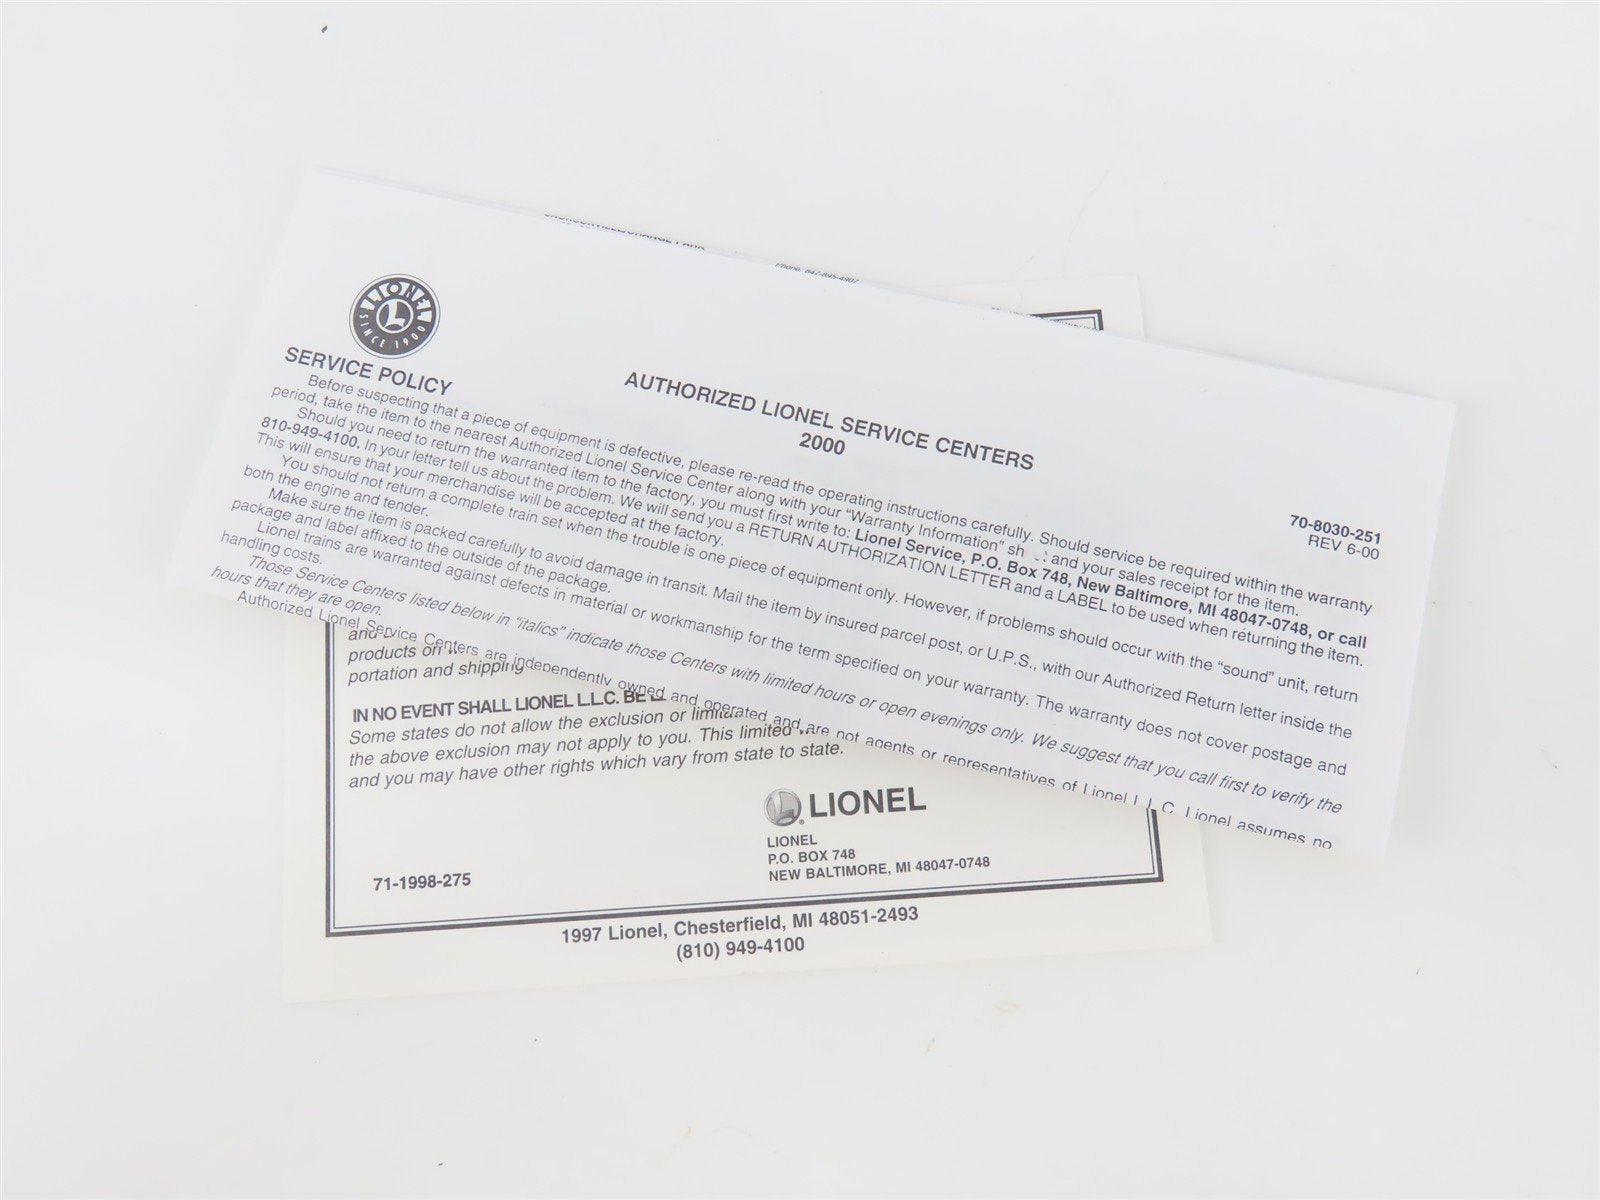 Phone: 847-895-4907
LIONEL
L
SINCE 1900
SERVICE POLICY
AUTHORIZED LIONEL SERVICE CENTERS
2000
70-8030-251
REV 6-00
Before suspecting that a piece of equipment is defective, please re-read the operating instructions carefully. Should service be required within the warranty
period, take the item to the nearest Authorized Lionel Service Center along with your "Warranty Information" sh and your sales receipt for the item.
Should you need to return the warranted item to the factory, you must first write to: Lionel Service, P.O. Box 748, New Baltimore, MI 48047-0748, or call
810-949-4100. In your letter tell us about the problem. We will send you a RETURN AUTHORIZATION LETTER and a LABEL to be used when returning the item.
This will ensure that your merchandise will be accepted at the factory.
You should not return a complete train set when the trouble is one piece of equipment only. However, if problems should occur with the "sound" unit, return
both the engine and tender.
Make sure the item is packed carefully to avoid damage in transit. Mail the item by insured parcel post, or U.P.S., with our Authorized Return letter inside the
package and label affixed to the outside of the package.
Lionel trains are warranted against defects in material or workmanship for the term specified on your warranty. The warranty does not cover postage and
handling costs.
Those Service Centers listed below in "italics" indicate those Centers with limited hours or open evenings only. We suggest that you call first to verify the
hours that they are open.
Authorized Lionel Service Centers are independently owned and operated and are not agents or representatives of Lionel L.L.C. Lionel assumes no
and
products on
portation and shipping
IN NO EVENT SHALL LIONEL L.L.C. BE
Some states do not allow the exclusion or
the above exclusion may not apply to you. This limited
and you may have other rights which vary from state to state.
LIONEL
LIONEL
P.O. BOX 748
NEW BALTIMORE, MI 48047-0748
71-1998-275
1997 Lionel, Chesterfield, MI 48051-2493
(810) 949-4100